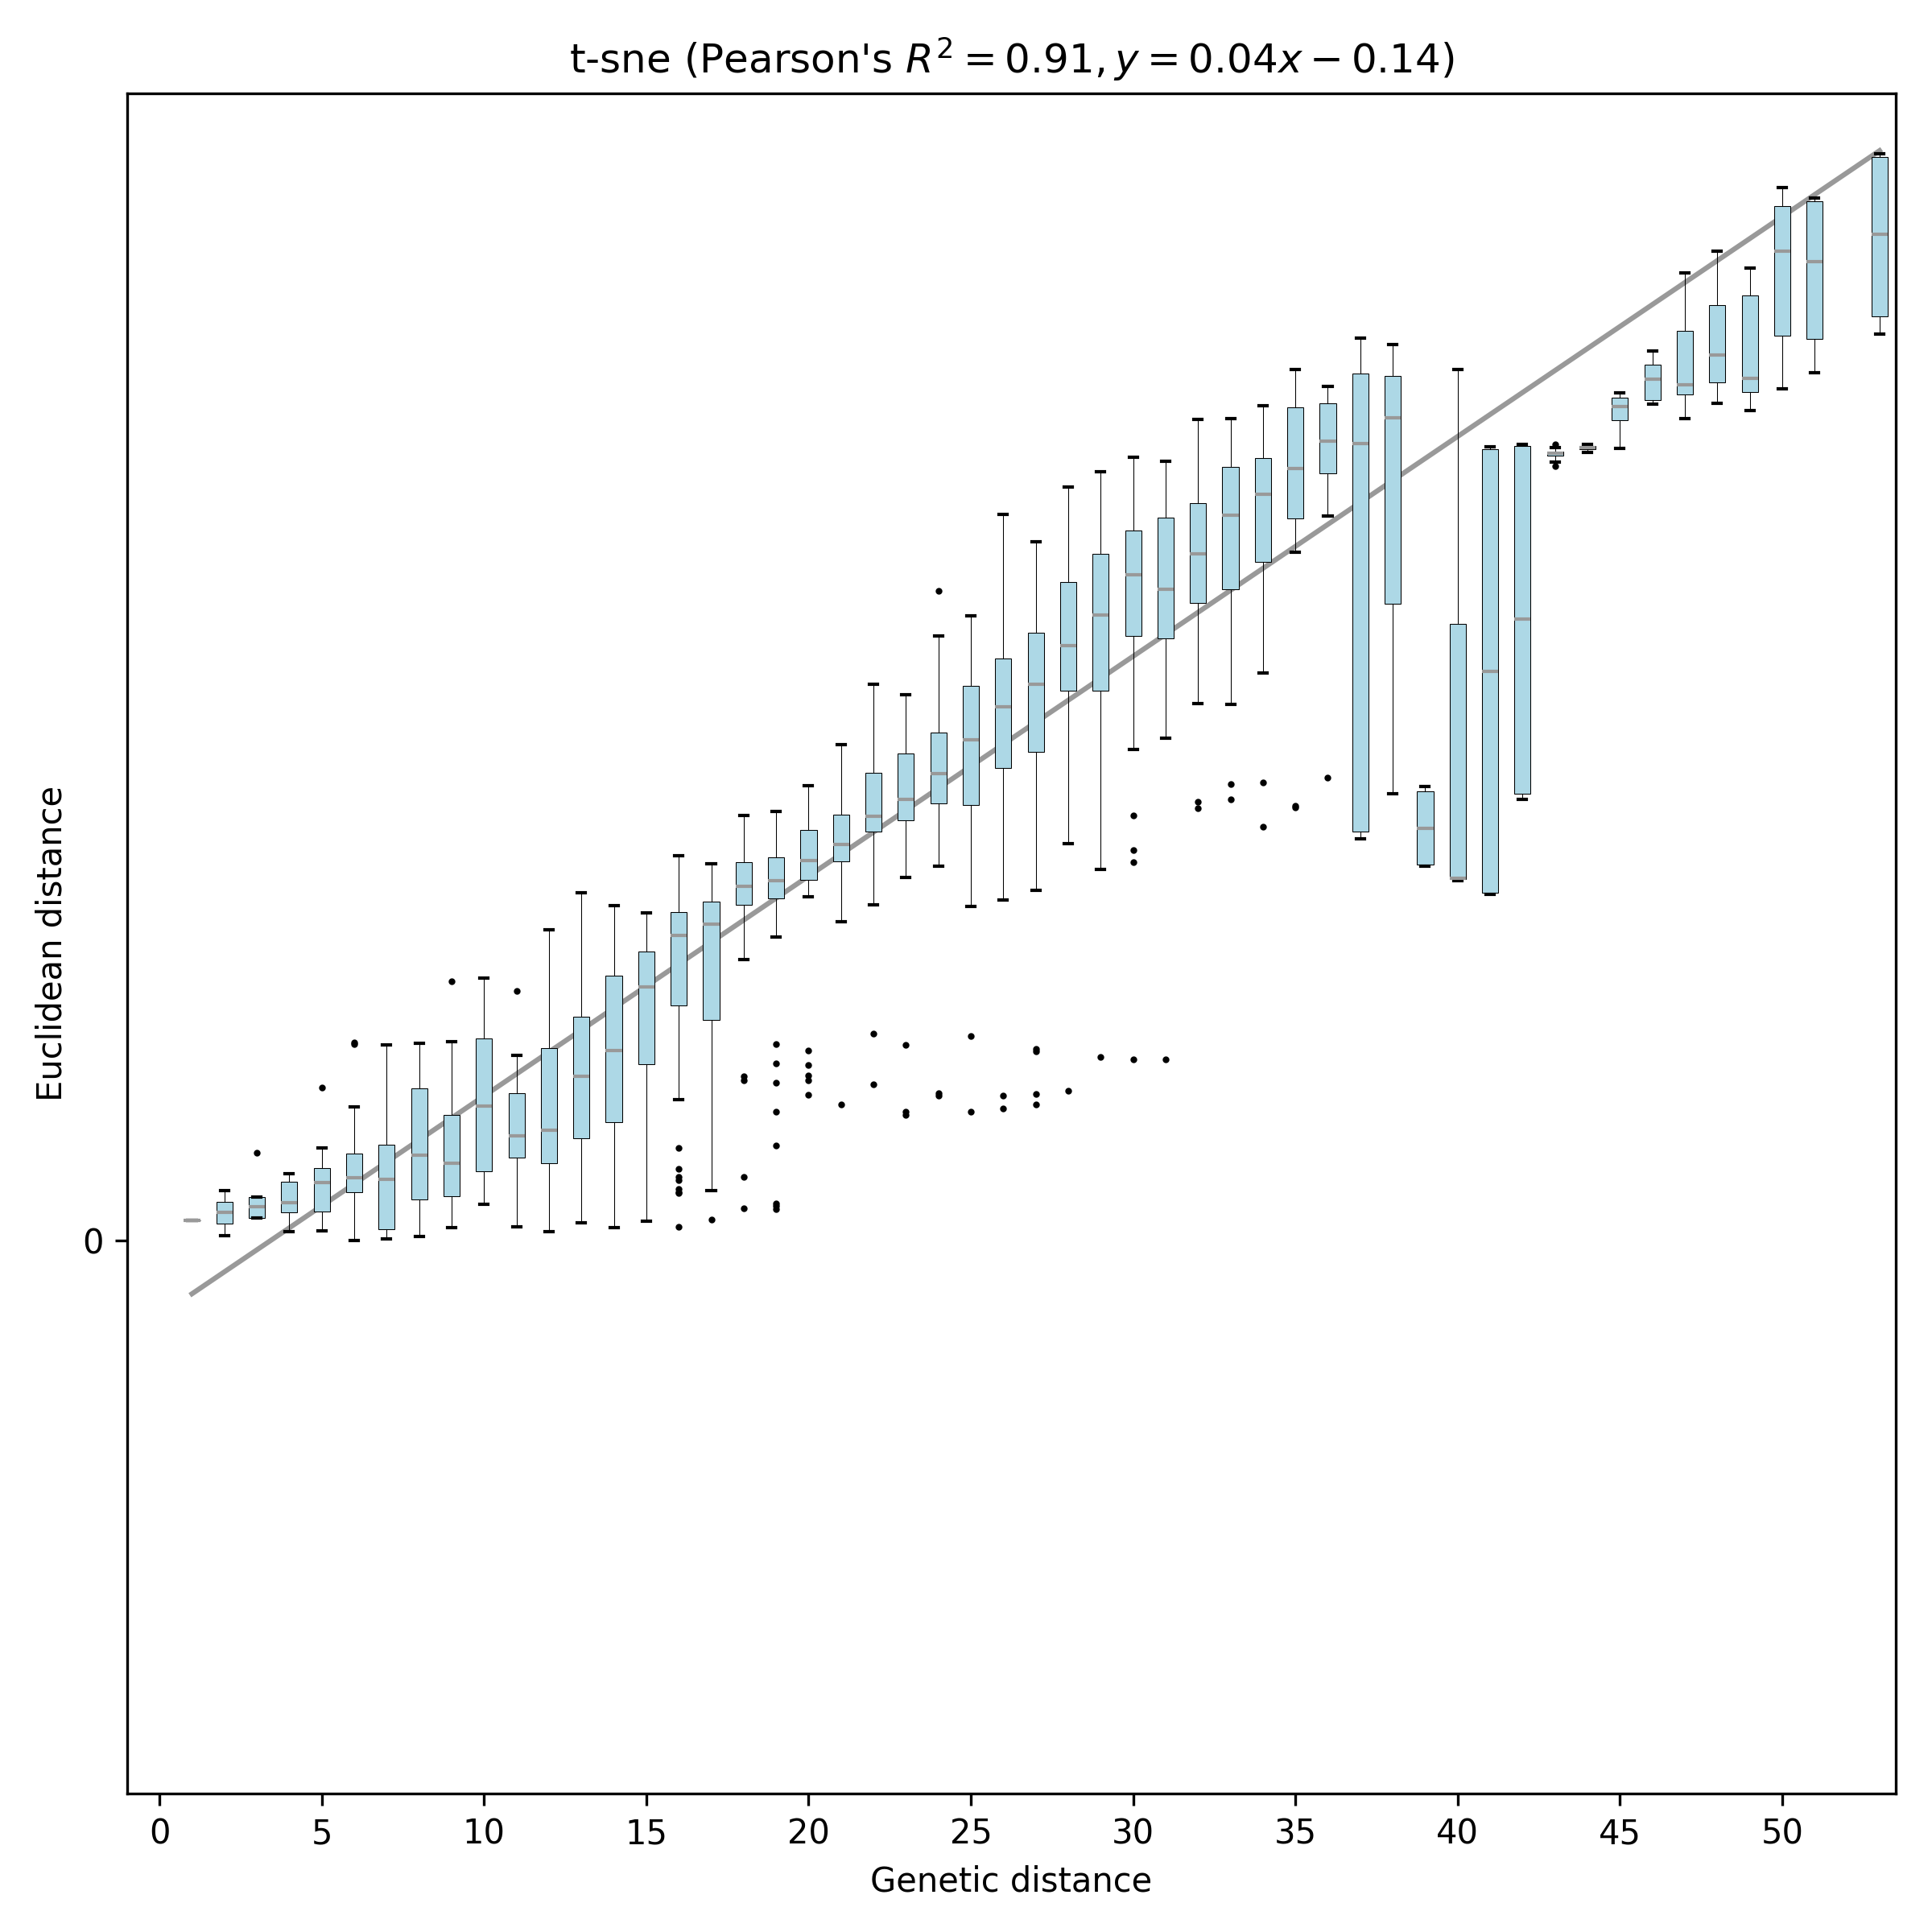 t-sne (Pearson's R² = 0.91, y = 0.04x − 0.14)
Euclidean distance
0
0 5 10 15 20 25 30 35 40 45 50
Genetic distance